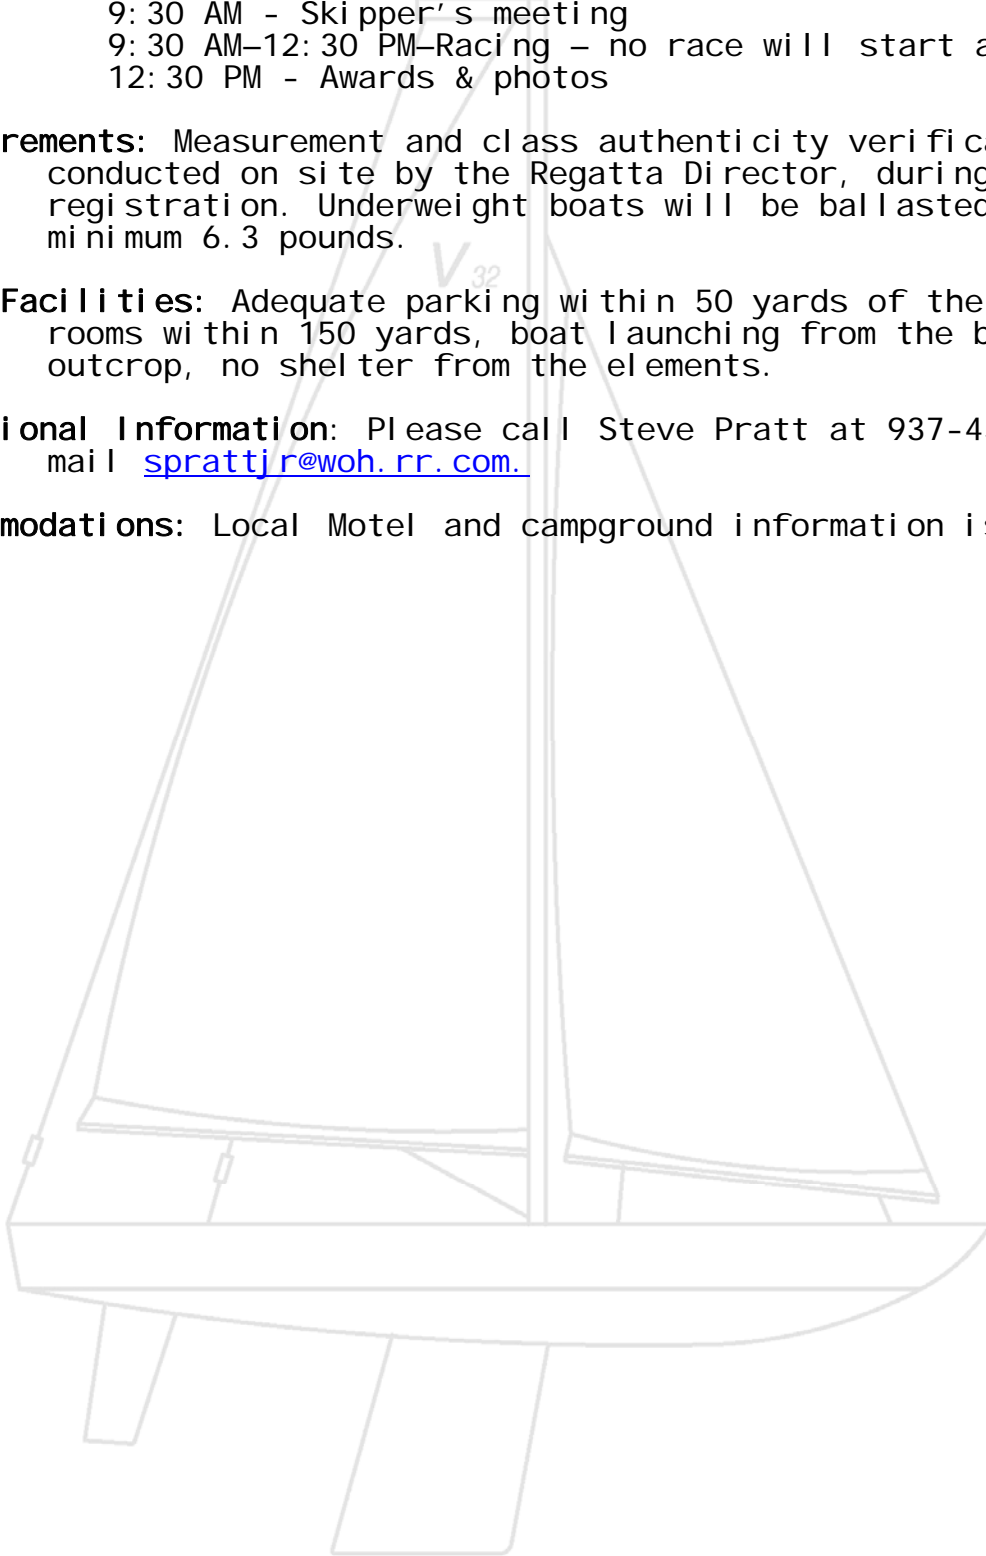 9:30 AM - Skipper's meeting
9:30 AM–12:30 PM–Racing – no race will start a
12:30 PM - Awards & photos
rements: Measurement and class authenticity verifica
conducted on site by the Regatta Director, during
registration. Underweight boats will be ballasted
minimum 6.3 pounds.
V 32
Facilities: Adequate parking within 50 yards of the
rooms within 150 yards, boat launching from the b
outcrop, no shelter from the elements.
ional Information: Please call Steve Pratt at 937-4
mail sprattjr@woh.rr.com.
modations: Local Motel and campground information is